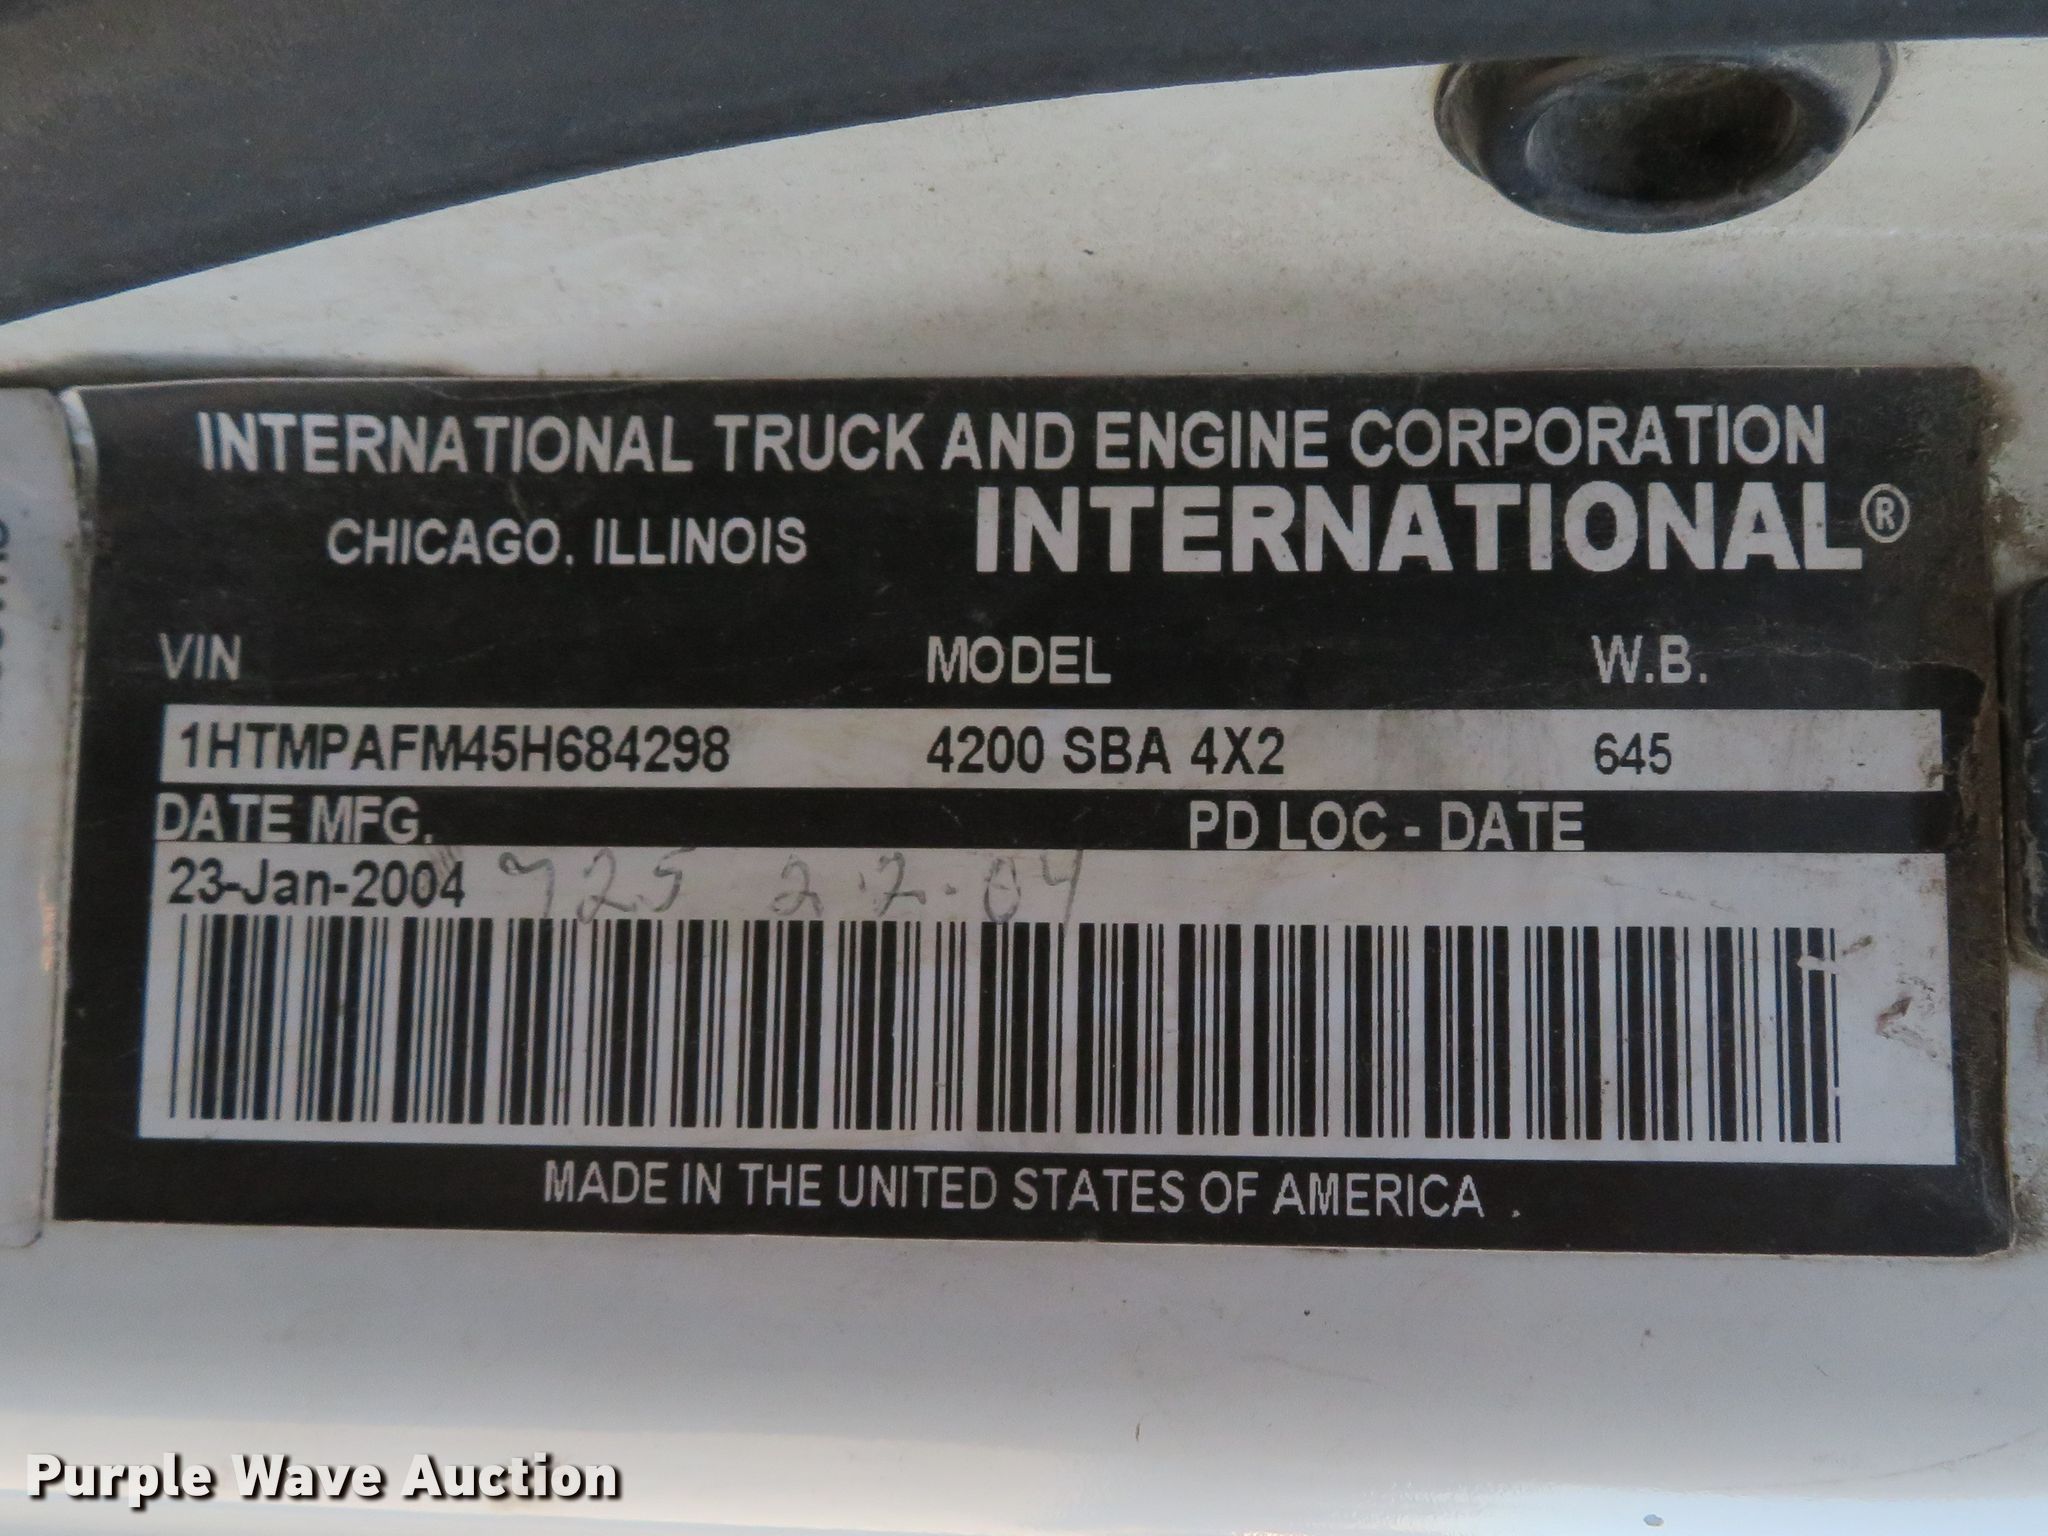 INTERNATIONAL TRUCK AND ENGINE CORPORATION
CHICAGO, ILLINOIS INTERNATIONAL®
VIN MODEL W.B.
1HTMPAFM45H684298 4200 SBA 4X2 645
DATE MFG. PD LOC - DATE
23-Jan-2004 725 2.2.04
MADE IN THE UNITED STATES OF AMERICA .
Purple Wave Auction